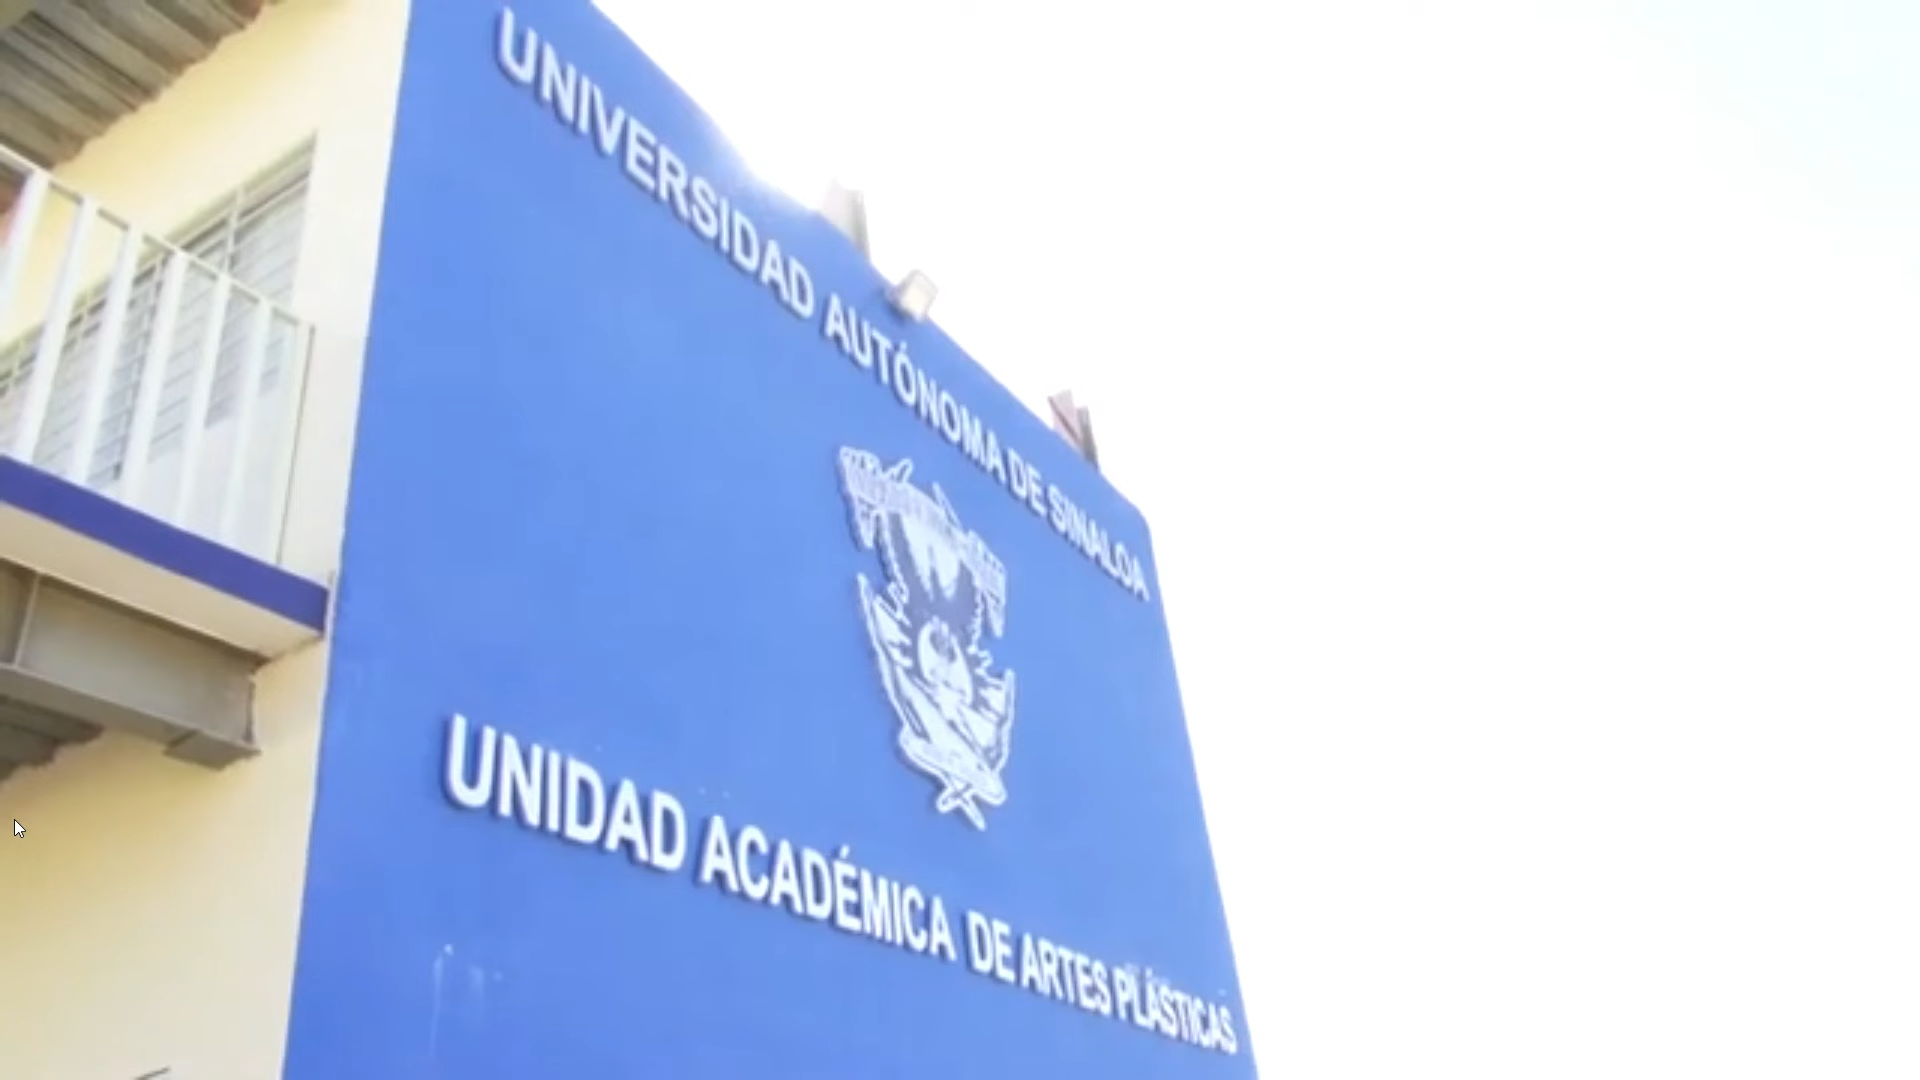 UNIVERSIDAD AUTÓNOMA DE SINALOA
UNIDAD ACADÉMICA DE ARTES PLÁSTICAS